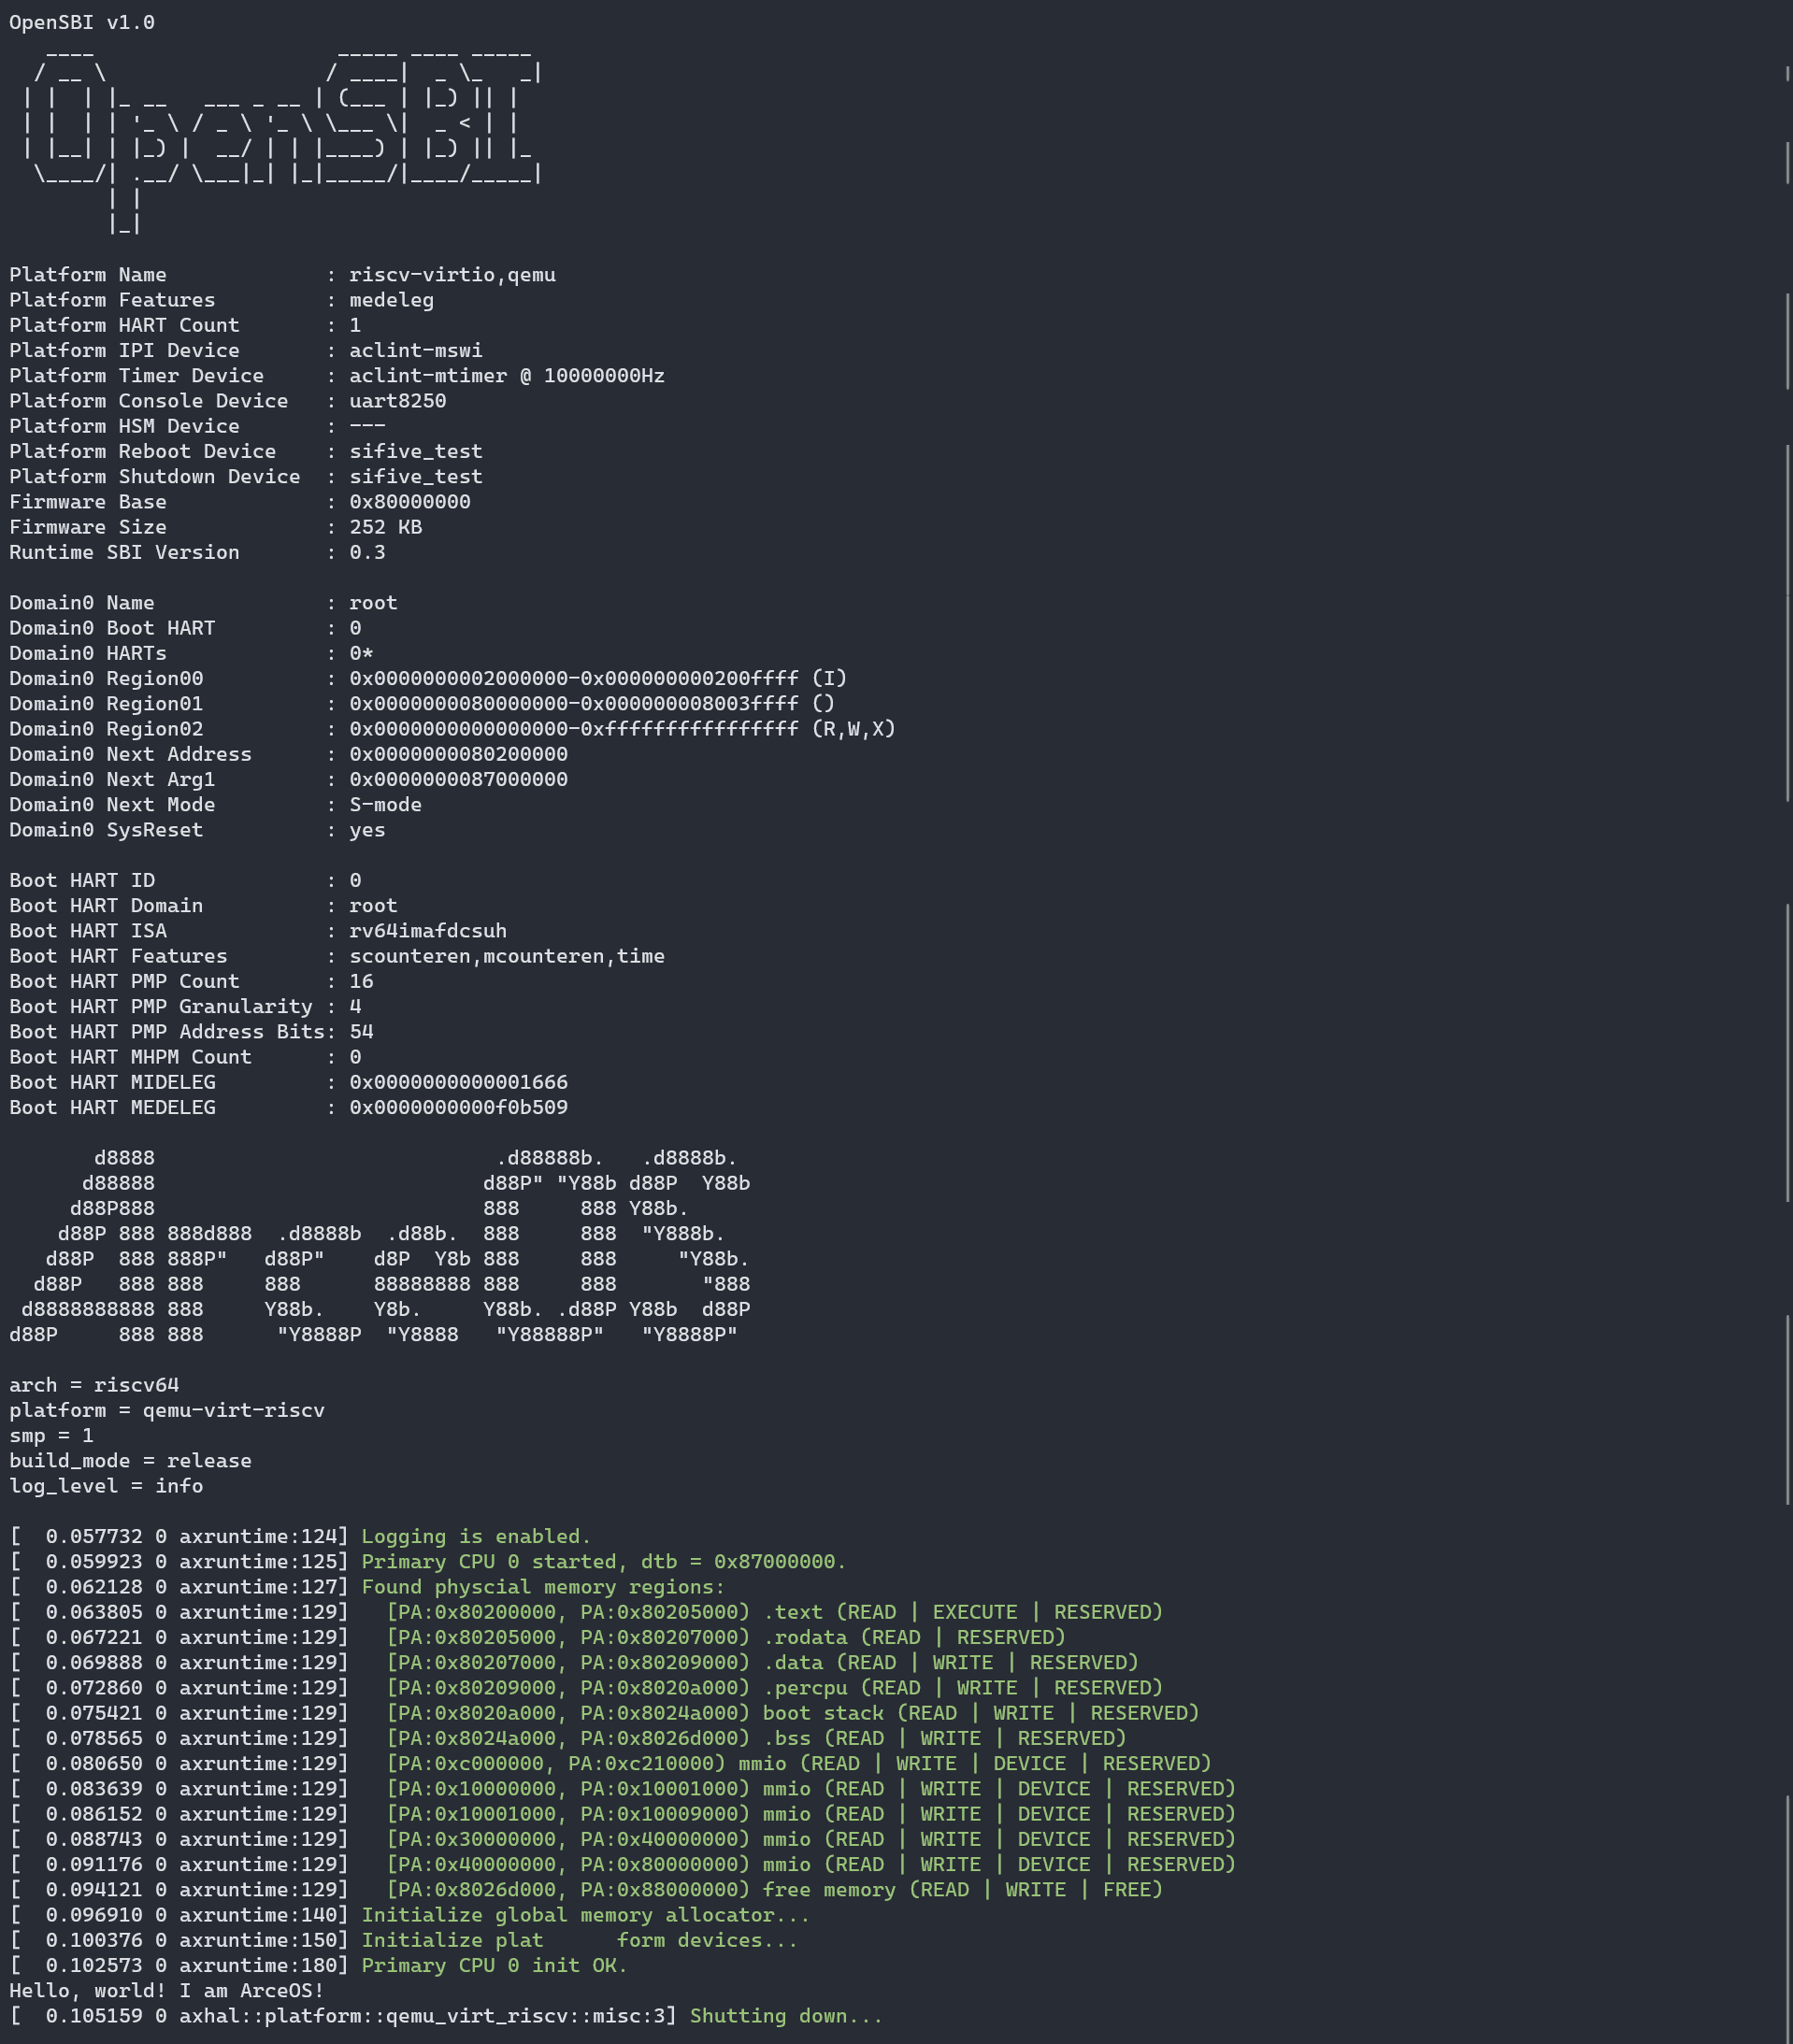 OpenSBI v1.0
   ____                    _____ ____ _____
  / __ \                  / ____|  _ \_   _|
 | |  | |_ __   ___ _ __ | (___ | |_) || |
 | |  | | '_ \ / _ \ '_ \ \___ \|  _ < | |
 | |__| | |_) |  __/ | | |____) | |_) || |_
  \____/| .__/ \___|_| |_|_____/|____/_____|
        | |
        |_|

Platform Name             : riscv-virtio,qemu
Platform Features         : medeleg
Platform HART Count       : 1
Platform IPI Device       : aclint-mswi
Platform Timer Device     : aclint-mtimer @ 10000000Hz
Platform Console Device   : uart8250
Platform HSM Device       : ---
Platform Reboot Device    : sifive_test
Platform Shutdown Device  : sifive_test
Firmware Base             : 0x80000000
Firmware Size             : 252 KB
Runtime SBI Version       : 0.3

Domain0 Name              : root
Domain0 Boot HART         : 0
Domain0 HARTs             : 0*
Domain0 Region00          : 0x0000000002000000-0x000000000200ffff (I)
Domain0 Region01          : 0x0000000080000000-0x000000008003ffff ()
Domain0 Region02          : 0x0000000000000000-0xffffffffffffffff (R,W,X)
Domain0 Next Address      : 0x0000000080200000
Domain0 Next Arg1         : 0x0000000087000000
Domain0 Next Mode         : S-mode
Domain0 SysReset          : yes

Boot HART ID              : 0
Boot HART Domain          : root
Boot HART ISA             : rv64imafdcsuh
Boot HART Features        : scounteren,mcounteren,time
Boot HART PMP Count       : 16
Boot HART PMP Granularity : 4
Boot HART PMP Address Bits: 54
Boot HART MHPM Count      : 0
Boot HART MIDELEG         : 0x0000000000001666
Boot HART MEDELEG         : 0x0000000000f0b509

       d8888                            .d88888b.   .d8888b.
      d88888                           d88P" "Y88b d88P  Y88b
     d88P888                           888     888 Y88b.
    d88P 888 888d888  .d8888b  .d88b.  888     888  "Y888b.
   d88P  888 888P"   d88P"    d8P  Y8b 888     888     "Y88b.
  d88P   888 888     888      88888888 888     888       "888
 d8888888888 888     Y88b.    Y8b.     Y88b. .d88P Y88b  d88P
d88P     888 888      "Y8888P  "Y8888   "Y88888P"   "Y8888P"

arch = riscv64
platform = qemu-virt-riscv
smp = 1
build_mode = release
log_level = info

[  0.057732 0 axruntime:124] Logging is enabled.
[  0.059923 0 axruntime:125] Primary CPU 0 started, dtb = 0x87000000.
[  0.062128 0 axruntime:127] Found physcial memory regions:
[  0.063805 0 axruntime:129]   [PA:0x80200000, PA:0x80205000) .text (READ | EXECUTE | RESERVED)
[  0.067221 0 axruntime:129]   [PA:0x80205000, PA:0x80207000) .rodata (READ | RESERVED)
[  0.069888 0 axruntime:129]   [PA:0x80207000, PA:0x80209000) .data (READ | WRITE | RESERVED)
[  0.072860 0 axruntime:129]   [PA:0x80209000, PA:0x8020a000) .percpu (READ | WRITE | RESERVED)
[  0.075421 0 axruntime:129]   [PA:0x8020a000, PA:0x8024a000) boot stack (READ | WRITE | RESERVED)
[  0.078565 0 axruntime:129]   [PA:0x8024a000, PA:0x8026d000) .bss (READ | WRITE | RESERVED)
[  0.080650 0 axruntime:129]   [PA:0xc000000, PA:0xc210000) mmio (READ | WRITE | DEVICE | RESERVED)
[  0.083639 0 axruntime:129]   [PA:0x10000000, PA:0x10001000) mmio (READ | WRITE | DEVICE | RESERVED)
[  0.086152 0 axruntime:129]   [PA:0x10001000, PA:0x10009000) mmio (READ | WRITE | DEVICE | RESERVED)
[  0.088743 0 axruntime:129]   [PA:0x30000000, PA:0x40000000) mmio (READ | WRITE | DEVICE | RESERVED)
[  0.091176 0 axruntime:129]   [PA:0x40000000, PA:0x80000000) mmio (READ | WRITE | DEVICE | RESERVED)
[  0.094121 0 axruntime:129]   [PA:0x8026d000, PA:0x88000000) free memory (READ | WRITE | FREE)
[  0.096910 0 axruntime:140] Initialize global memory allocator...
[  0.100376 0 axruntime:150] Initialize plat      form devices...
[  0.102573 0 axruntime:180] Primary CPU 0 init OK.
Hello, world! I am ArceOS!
[  0.105159 0 axhal::platform::qemu_virt_riscv::misc:3] Shutting down...